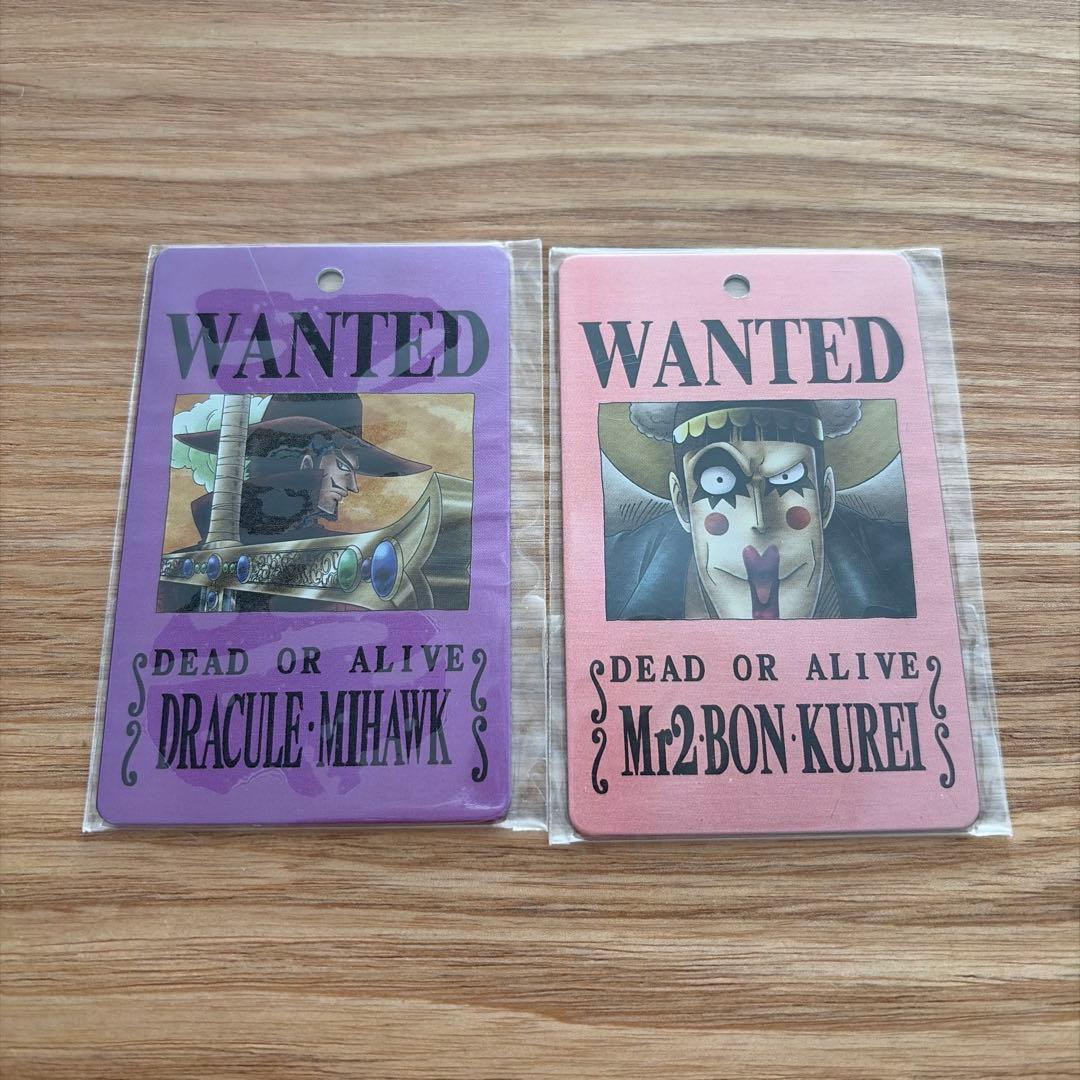 WANTED
DEAD OR ALIVE
DRACULE·MIHAWK
WANTED
DEAD OR ALIVE
Mr2·BON·KUREI